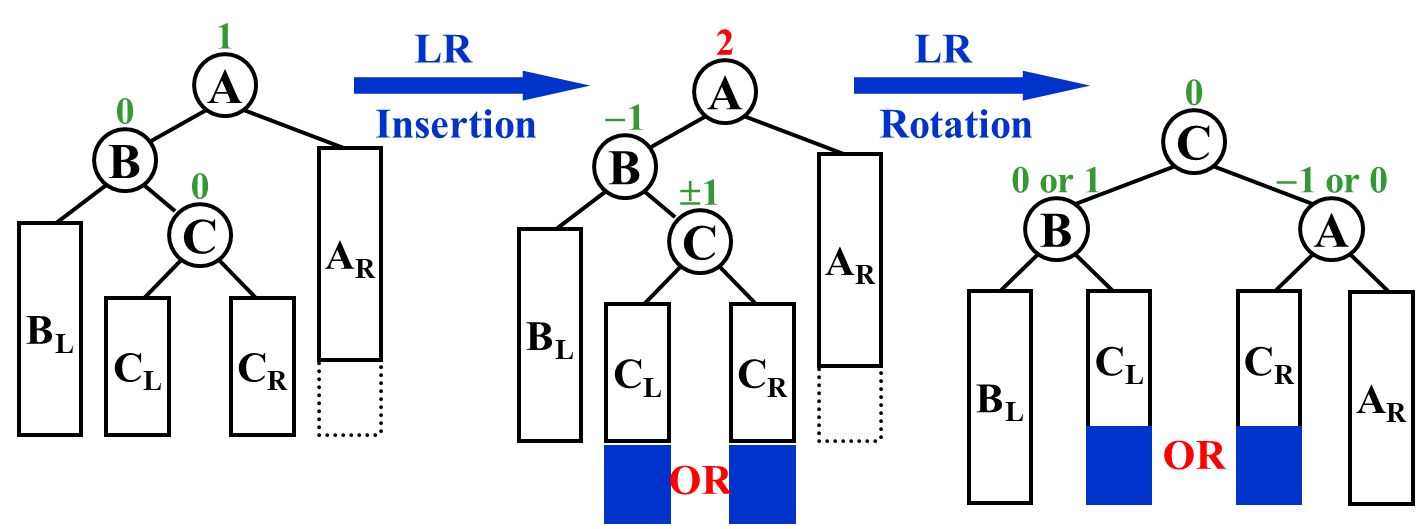 1
A
0
B
0
C
B_L
C_L
C_R
A_R
LR
Insertion
2
A
−1
B
±1
C
B_L
C_L
C_R
A_R
OR
LR
Rotation
0
C
0 or 1
B
−1 or 0
A
B_L
C_L
C_R
A_R
OR